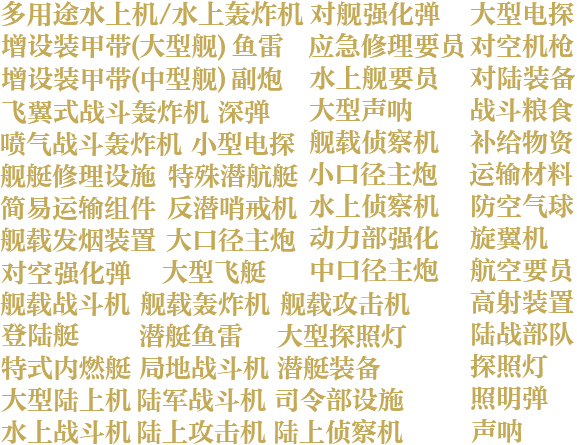 多用途水上机/水上轰炸机 对舰强化弹 大型电探
增设装甲带(大型舰) 鱼雷 应急修理要员 对空机枪
增设装甲带(中型舰) 副炮 水上舰要员 对陆装备
飞翼式战斗轰炸机 深弹 大型声呐 战斗粮食
喷气战斗轰炸机 小型电探 舰载侦察机 补给物资
舰艇修理设施 特殊潜航艇 小口径主炮 运输材料
简易运输组件 反潜哨戒机 水上侦察机 防空气球
舰载发烟装置 大口径主炮 动力部强化 旋翼机
对空强化弹 大型飞艇 中口径主炮 航空要员
舰载战斗机 舰载轰炸机 舰载攻击机 高射装置
登陆艇 潜艇鱼雷 大型探照灯 陆战部队
特式内燃艇 局地战斗机 潜艇装备 探照灯
大型陆上机 陆军战斗机 司令部设施 照明弹
水上战斗机 陆上攻击机 陆上侦察机 声呐